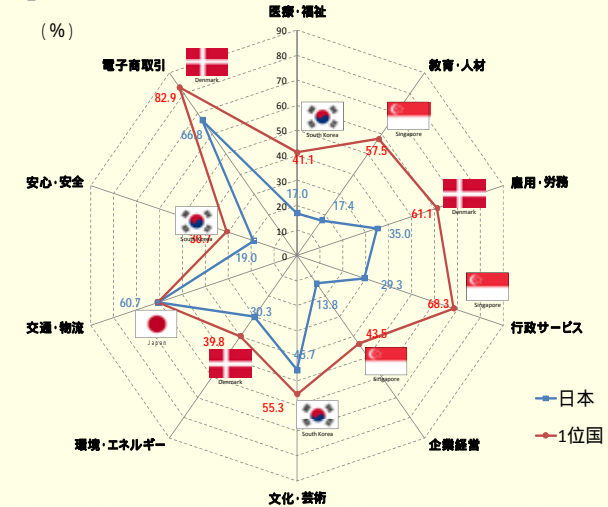 (％)
医療・福祉
90
80
70
60
50
40
30
20
10
0
電子商取引
Denmark
82.9
66.8
教育・人材
Singapore
57.5
South Korea
41.1
17.0
17.4
雇用・労務
Denmark
61.1
35.0
安心・安全
South Korea
19.0
29.3
行政サービス
Singapore
68.3
60.7
交通・物流
Japan
30.3
13.8
39.8
Denmark
43.5
Singapore
45.7
55.3
South Korea
環境・エネルギー
企業経営
文化・芸術
日本
1位国